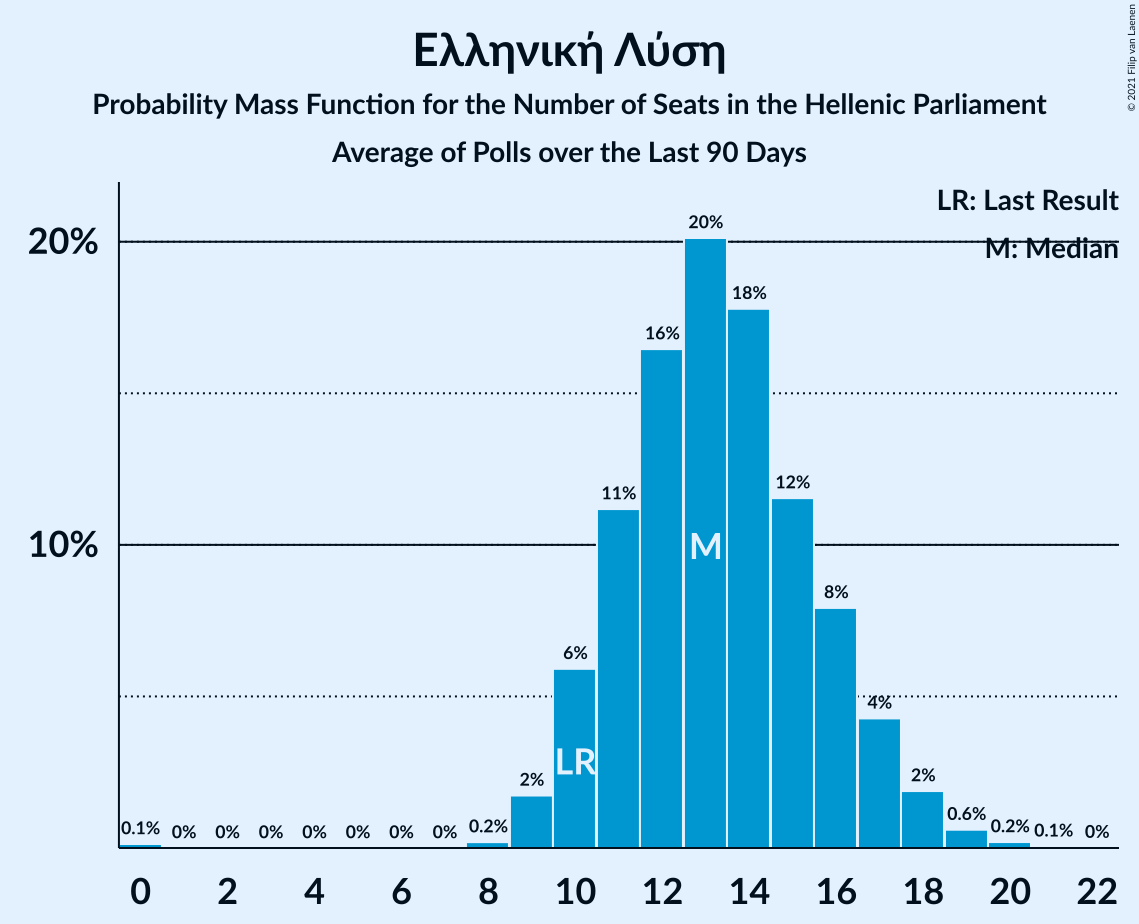 Ελληνική Λύση
Probability Mass Function for the Number of Seats in the Hellenic Parliament
Average of Polls over the Last 90 Days
© 2021 Filip van Laenen
LR: Last Result
M: Median
20%
10%
0.1% 0% 0% 0% 0% 0% 0% 0% 0.2% 2% 6% 11% 16% 20% 18% 12% 8% 4% 2% 0.6% 0.2% 0.1% 0%
LR
M
0 2 4 6 8 10 12 14 16 18 20 22